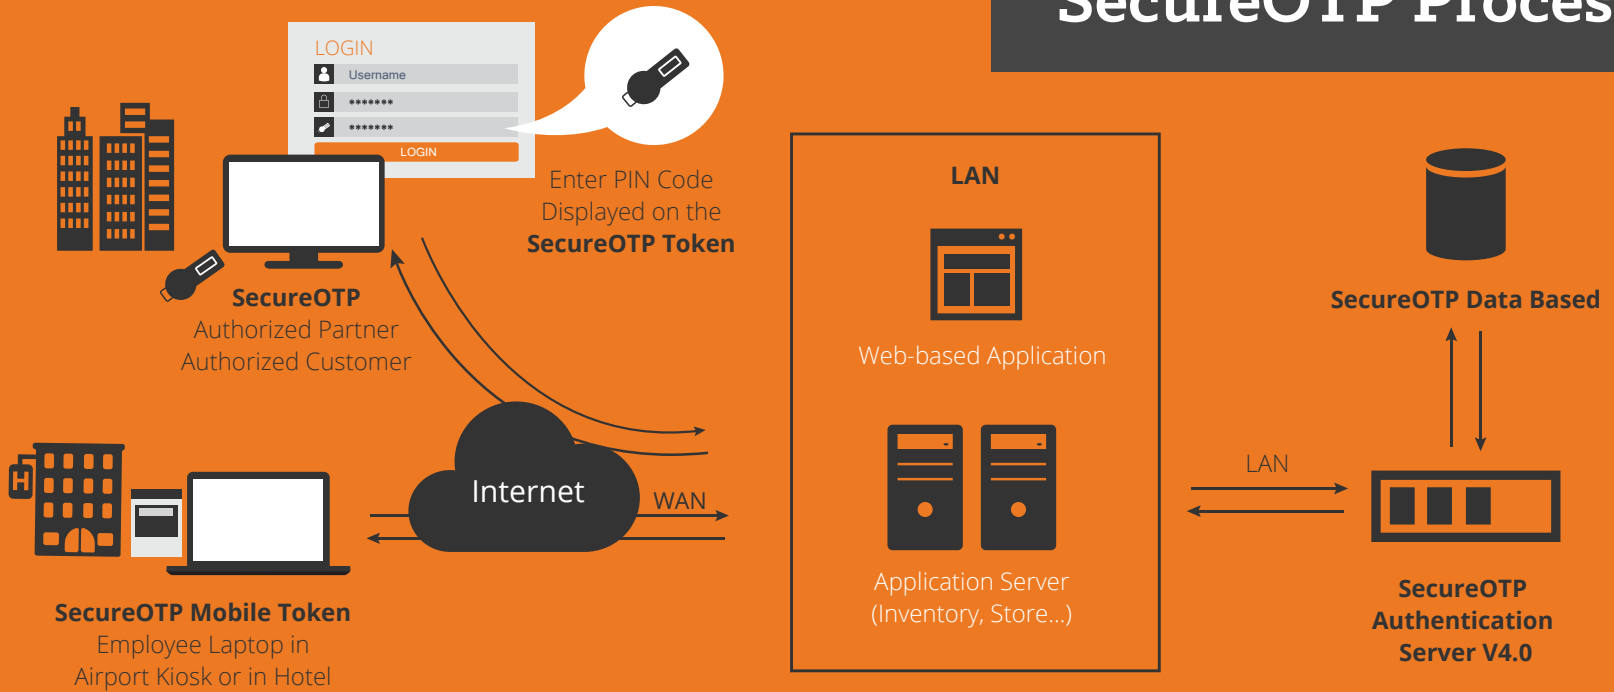 SecureOTP Proces
LOGIN
Username
*******
*******
LOGIN
Enter PIN Code
Displayed on the
SecureOTP Token
SecureOTP
Authorized Partner
Authorized Customer
H
SecureOTP Mobile Token
Employee Laptop in
Airport Kiosk or in Hotel
Internet
WAN
LAN
Web-based Application
Application Server
(Inventory, Store...)
LAN
SecureOTP Data Based
SecureOTP
Authentication
Server V4.0